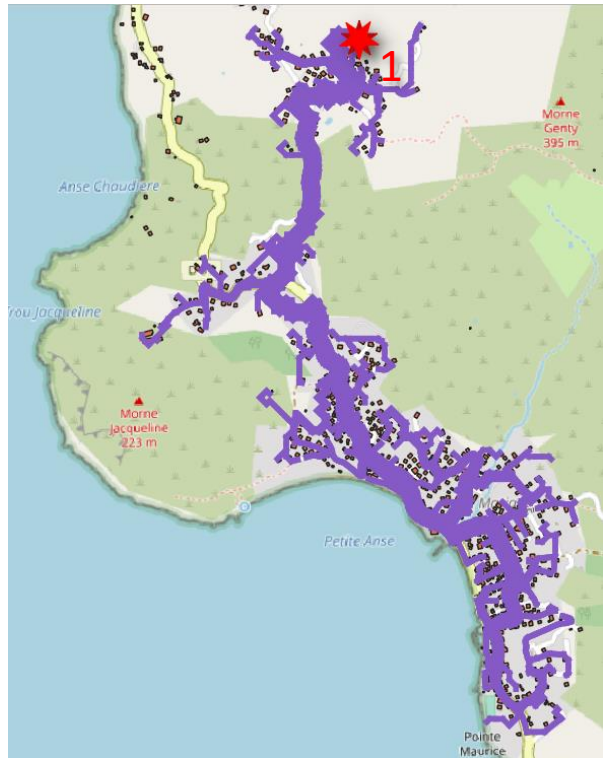 1
Morne
Genty
395 m
Anse Chaudière
Trou Jacqueline
Morne
Jacqueline
223 m
Petite Anse
Pointe
Maurice